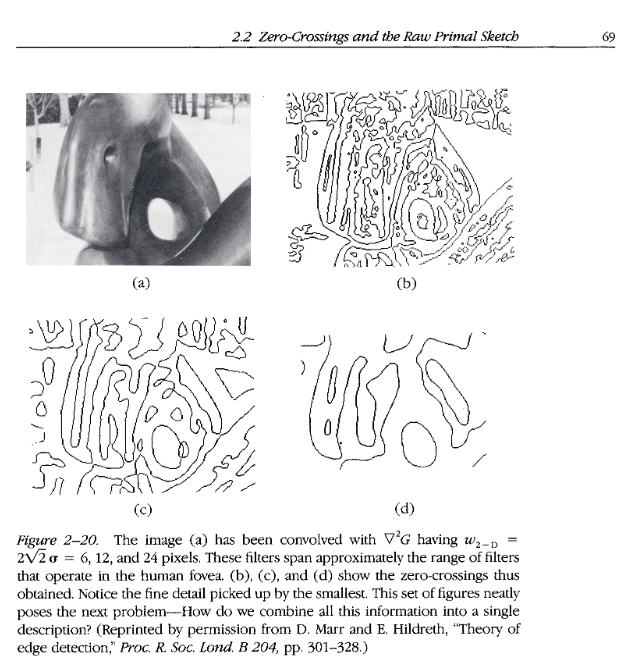 2.2 Zero-Crossings and the Raw Primal Sketch 69
(a)
(b)
(c)
(d)
Figure 2–20. The image (a) has been convolved with ∇²G having w₂₋D =
2√2 σ = 6, 12, and 24 pixels. These filters span approximately the range of filters
that operate in the human fovea. (b), (c), and (d) show the zero-crossings thus
obtained. Notice the fine detail picked up by the smallest. This set of figures neatly
poses the next problem—How do we combine all this information into a single
description? (Reprinted by permission from D. Marr and E. Hildreth, “Theory of
edge detection,” Proc. R. Soc. Lond. B 204, pp. 301–328.)